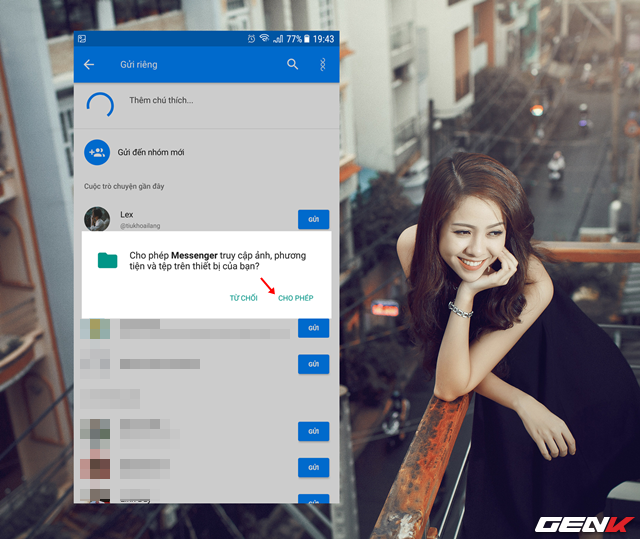 77% 19:43
Gửi riêng
Thêm chú thích...
Gửi đến nhóm mới
Cuộc trò chuyện gần đây
Lex
@tiukhoailang
GỬI
Cho phép Messenger truy cập ảnh, phương
tiện và tệp trên thiết bị của bạn?
TỪ CHỐI CHO PHÉP
GỬI
GỬI
GỬI
GỬI
GENK